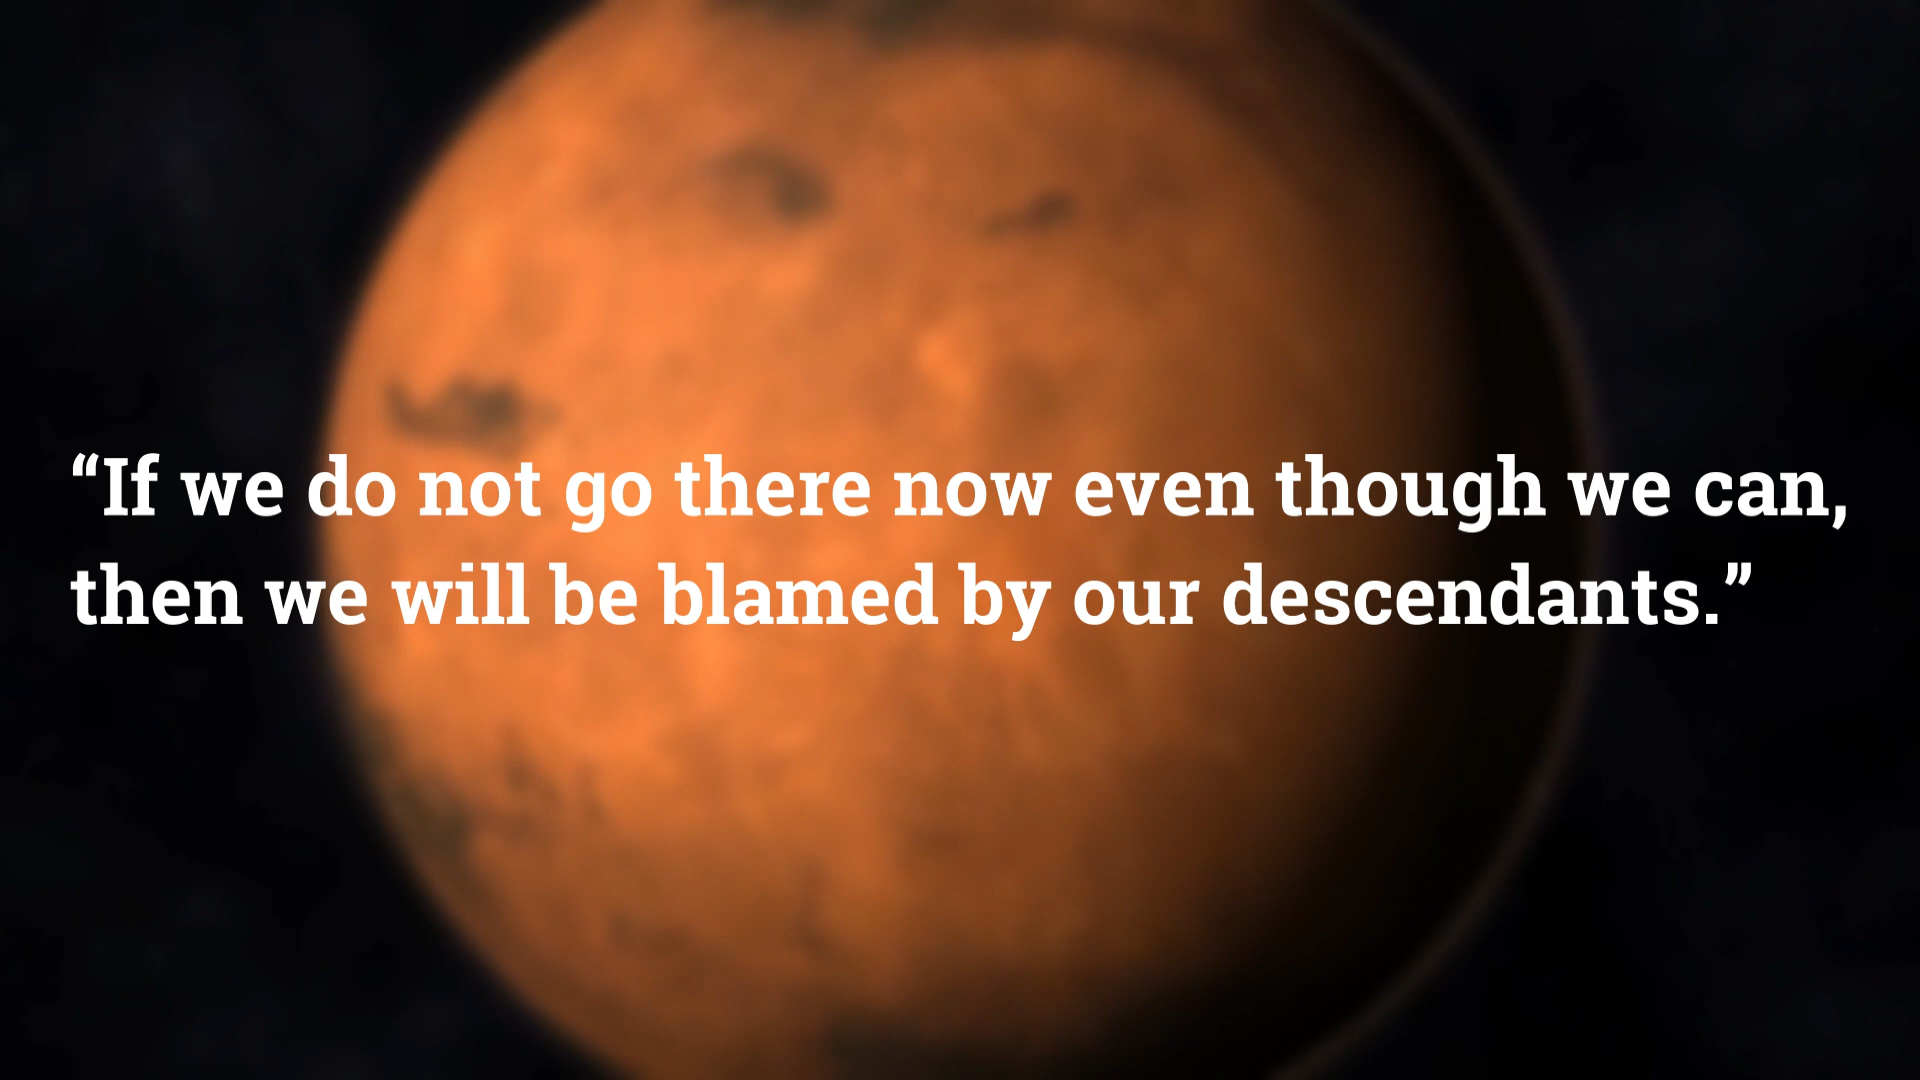 “If we do not go there now even though we can,
then we will be blamed by our descendants.”